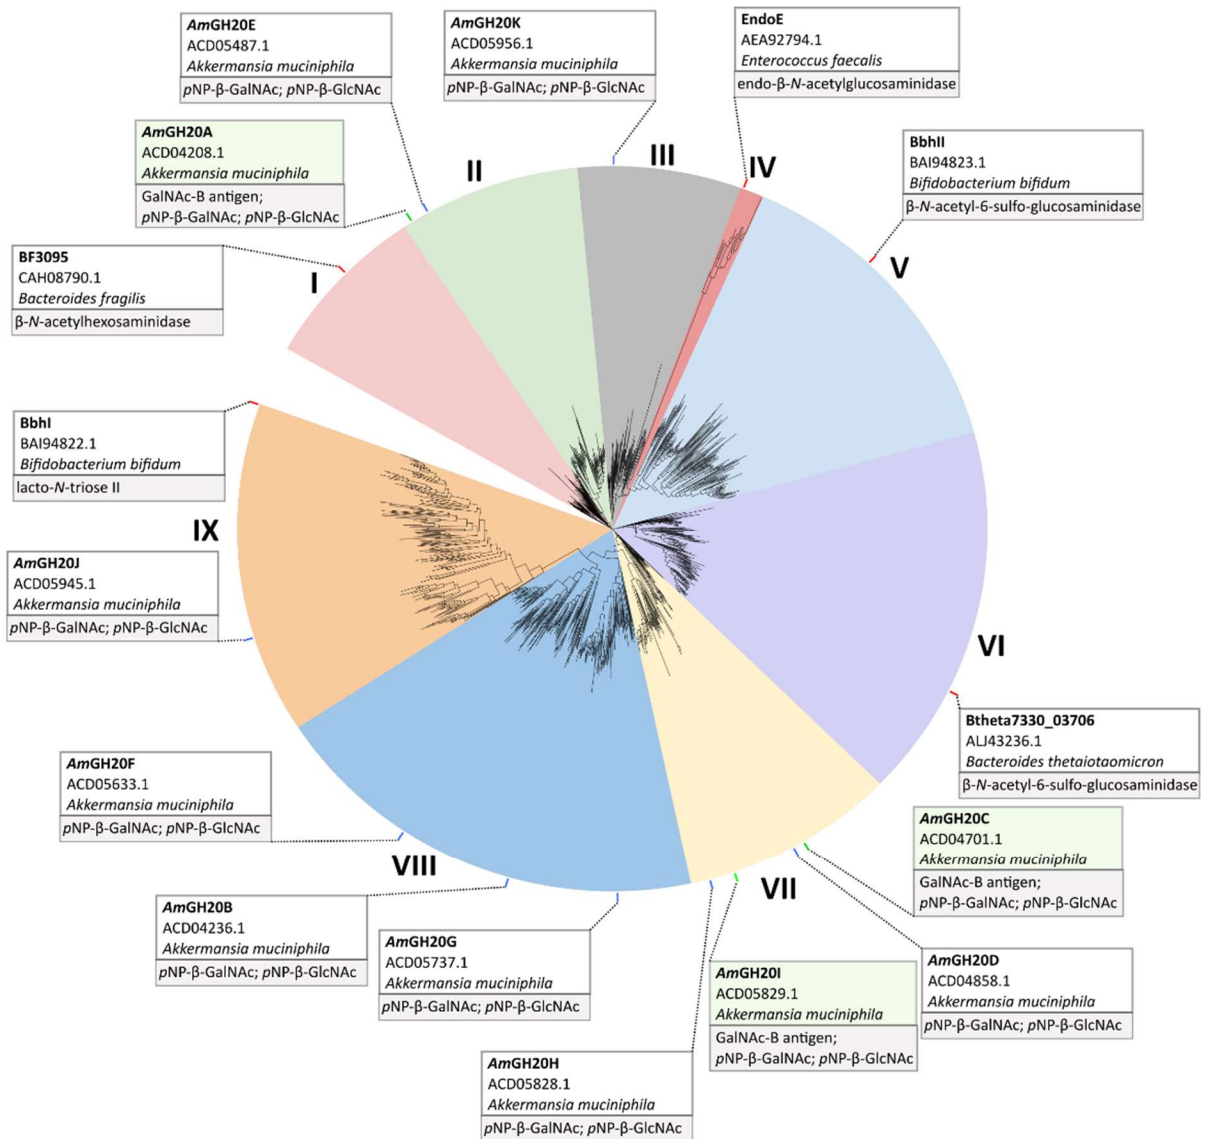 AmGH20E
ACD05487.1
Akkermansia muciniphila
pNP-β-GalNAc; pNP-β-GlcNAc
AmGH20K
ACD05956.1
Akkermansia muciniphila
pNP-β-GalNAc; pNP-β-GlcNAc
EndoE
AEA92794.1
Enterococcus faecalis
endo-β-N-acetylglucosaminidase
AmGH20A
ACD04208.1
Akkermansia muciniphila
GalNAc-B antigen;
pNP-β-GalNAc; pNP-β-GlcNAc
BbhII
BAI94823.1
Bifidobacterium bifidum
β-N-acetyl-6-sulfo-glucosaminidase
BF3095
CAH08790.1
Bacteroides fragilis
β-N-acetylhexosaminidase
I
II
III
IV
V
BbhI
BAI94822.1
Bifidobacterium bifidum
lacto-N-triose II
IX
AmGH20J
ACD05945.1
Akkermansia muciniphila
pNP-β-GalNAc; pNP-β-GlcNAc
VI
Btheta7330_03706
ALJ43236.1
Bacteroides thetaiotaomicron
β-N-acetyl-6-sulfo-glucosaminidase
AmGH20F
ACD05633.1
Akkermansia muciniphila
pNP-β-GalNAc; pNP-β-GlcNAc
AmGH20C
ACD04701.1
Akkermansia muciniphila
GalNAc-B antigen;
pNP-β-GalNAc; pNP-β-GlcNAc
VIII
VII
AmGH20B
ACD04236.1
Akkermansia muciniphila
pNP-β-GalNAc; pNP-β-GlcNAc
AmGH20G
ACD05737.1
Akkermansia muciniphila
pNP-β-GalNAc; pNP-β-GlcNAc
AmGH20D
ACD04858.1
Akkermansia muciniphila
pNP-β-GalNAc; pNP-β-GlcNAc
AmGH20I
ACD05829.1
Akkermansia muciniphila
GalNAc-B antigen;
pNP-β-GalNAc; pNP-β-GlcNAc
AmGH20H
ACD05828.1
Akkermansia muciniphila
pNP-β-GalNAc; pNP-β-GlcNAc